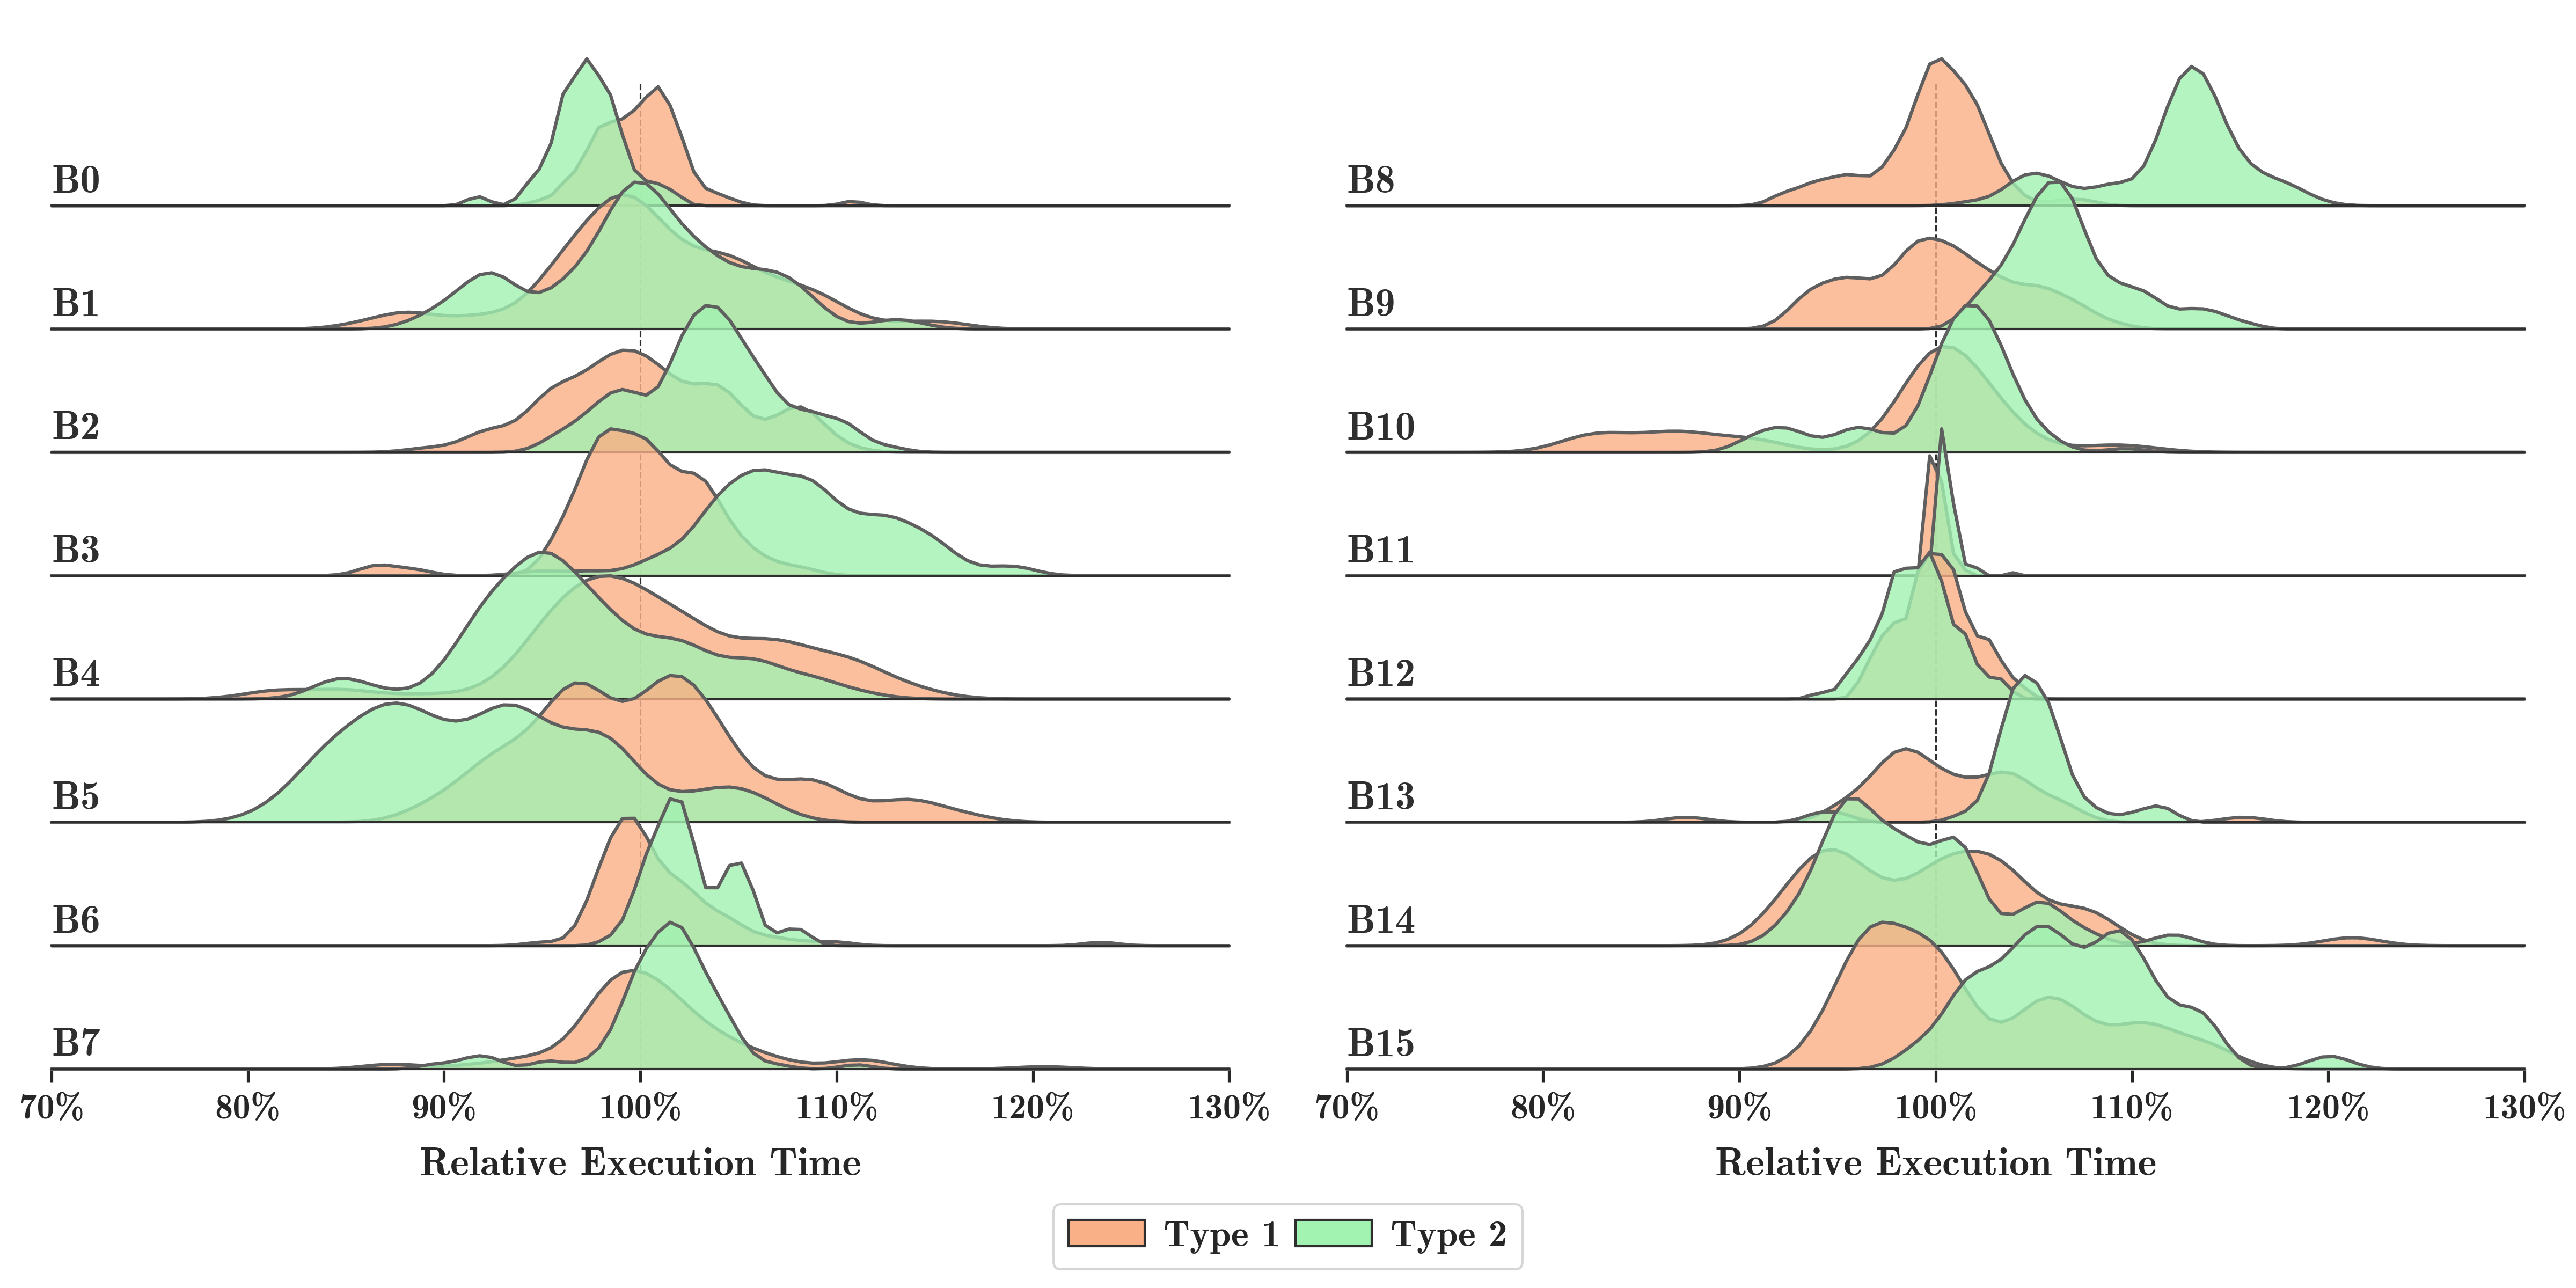 B0
B1
B2
B3
B4
B5
B6
B7
70% 80% 90% 100% 110% 120% 130%
Relative Execution Time
B8
B9
B10
B11
B12
B13
B14
B15
70% 80% 90% 100% 110% 120% 130%
Relative Execution Time
Type 1 Type 2